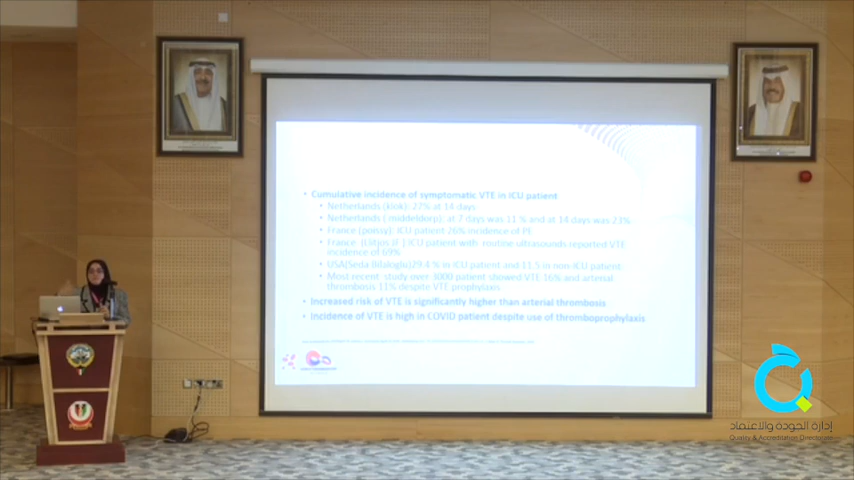 • Cumulative incidence of symptomatic VTE in ICU patient
• Netherlands (klok): 27% at 14 days
• Netherlands ( middeldorp): at 7 days was 11 % and at 14 days was 23%
• France (poissy): ICU patient 26% incidence of PE
• France (Litjos JF) ICU patient with routine ultrasounds reported VTE
incidence of 69%
• USA(Seda Bilaloglu)29.4 % in ICU patient and 11.5 in non-ICU patient.
• Most recent study over 3000 patient showed VTE 16% and arterial
thrombosis 11% despite VTE prophylaxis
• Increased risk of VTE is significantly higher than arterial thrombosis
• Incidence of VTE is high in COVID patient despite use of thromboprophylaxis
إدارة الجودة والاعتماد
Quality & Accreditation Directorate